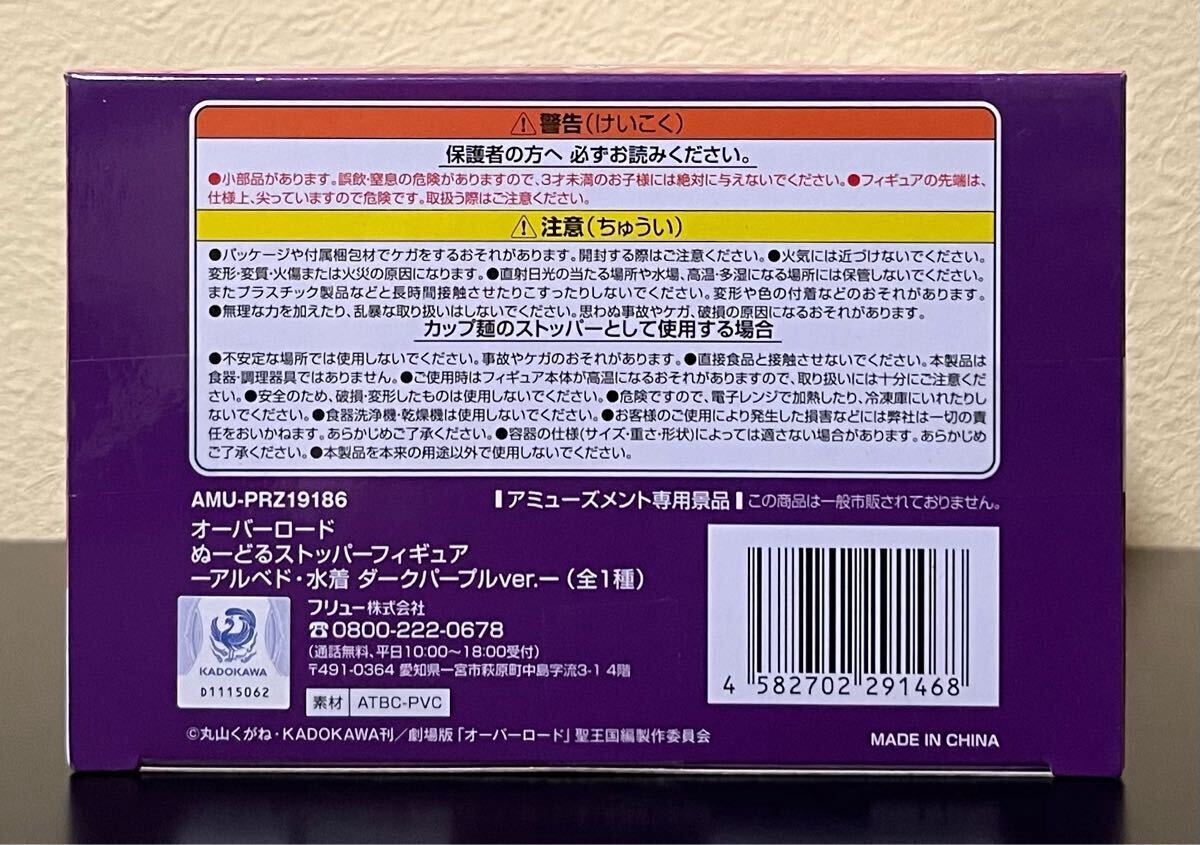 ⚠警告(けいこく)
保護者の方へ 必ずお読みください。
●小部品があります。誤飲・窒息の危険がありますので、3才未満のお子様には絶対に与えないでください。●フィギュアの先端は、
仕様上、尖っていますので危険です。取扱う際はご注意ください。
⚠注意(ちゅうい)
●パッケージや付属梱包材でケガをするおそれがあります。開封する際はご注意ください。●火気には近づけないでください。
変形・変質・火傷または火災の原因になります。●直射日光の当たる場所や水場、高温・多湿になる場所には保管しないでください。
またプラスチック製品などと長時間接触させたりこすったりしないでください。変形や色の付着などのおそれがあります。
●無理な力を加えたり、乱暴な取り扱いはしないでください。思わぬ事故やケガ、破損の原因になるおそれがあります。
カップ麺のストッパーとして使用する場合
●不安定な場所では使用しないでください。事故やケガのおそれがあります。●直接食品と接触させないでください。本製品は
食器・調理器具ではありません。●ご使用時はフィギュア本体が高温になるおそれがありますので、取り扱いには十分にご注意くだ
さい。●安全のため、破損・変形したものは使用しないでください。●危険ですので、電子レンジで加熱したり、冷凍庫にいれたりし
ないでください。●食器洗浄機・乾燥機は使用しないでください。●お客様のご使用により発生した損害などには弊社は一切の責
任をおいかねます。あらかじめご了承ください。●容器の仕様(サイズ・重さ・形状)によっては適さない場合があります。あらかじめ
ご了承ください。●本製品を本来の用途以外で使用しないでください。
AMU-PRZ19186
アミューズメント専用景品 この商品は一般市販されておりません。
オーバーロード
ぬーどるストッパーフィギュア
ーアルベド・水着 ダークパープルver.ー(全1種)
フリュー株式会社
☎0800-222-0678
(通話無料、平日10:00〜18:00受付)
〒491-0364 愛知県一宮市萩原町中島字流3-1 4階
KADOKAWA
D1115062
素材 ATBC-PVC
4 582702 291468
©丸山くがね・KADOKAWA刊/劇場版「オーバーロード」聖王国編製作委員会
MADE IN CHINA